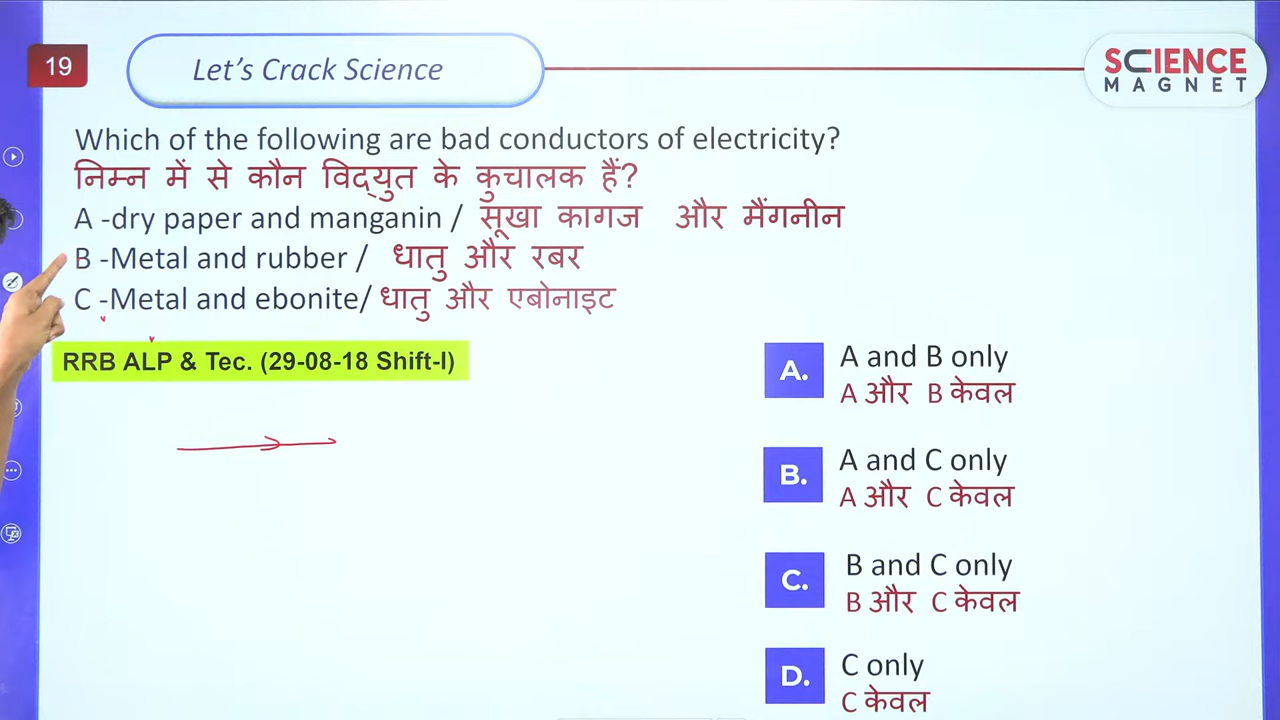 19
Let's Crack Science
SCIENCE
MAGNET
Which of the following are bad conductors of electricity?
निम्न में से कौन विद्युत के कुचालक हैं?
A -dry paper and manganin / सूखा कागज और मैंगनीन
B -Metal and rubber / धातु और रबर
C -Metal and ebonite/ धातु और एबोनाइट
RRB ALP & Tec. (29-08-18 Shift-I)
A. A and B only
A और B केवल
B. A and C only
A और C केवल
C. B and C only
B और C केवल
D. C only
C केवल